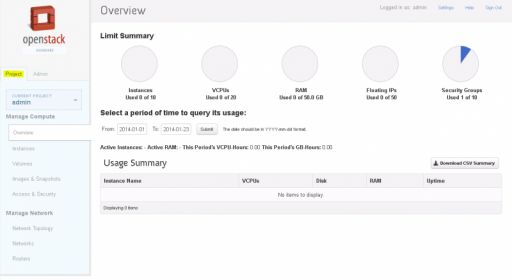 openstack
DASHBOARD
Project
Admin
CURRENT PROJECT
admin
Manage Compute
Overview
Instances
Volumes
Images & Snapshots
Access & Security
Manage Network
Network Topology
Networks
Routers
Overview
Logged in as: admin
Settings
Help
Sign Out
Limit Summary
Instances
Used 0 of 10
VCPUs
Used 0 of 20
RAM
Used 0 of 50.0 GB
Floating IPs
Used 0 of 50
Security Groups
Used 1 of 10
Select a period of time to query its usage:
From: 2014-01-01 To: 2014-01-23 Submit The date should be in YYYY-mm-dd format.
Active Instances: - Active RAM: - This Period's VCPU-Hours: 0.00 This Period's GB-Hours: 0.00
Usage Summary
Download CSV Summary
Instance Name VCPUs Disk RAM Uptime
No items to display
Displaying 0 items